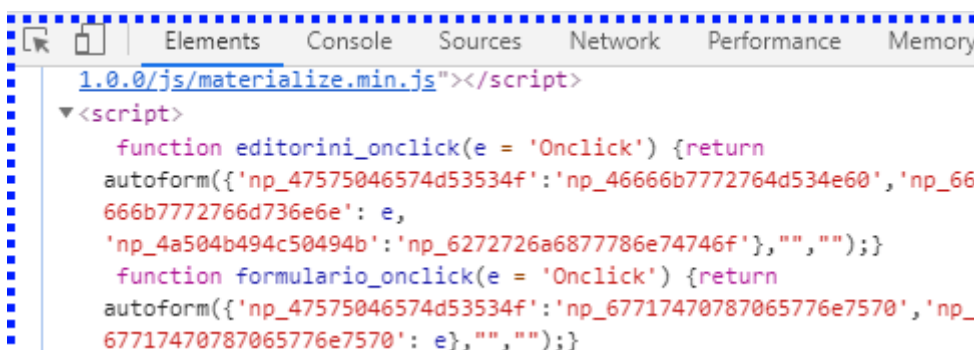 Elements Console Sources Network Performance Memory
1.0.0/js/materialize.min.js"></script>
▼<script>
function editorini_onclick(e = 'Onclick') {return
autoform({'np_47575046574d53534f':'np_46666b7772764d534e60','np_66
666b7772766d736e6e': e,
'np_4a504b494c50494b':'np_6272726a6877786e74746f'},"","");}
function formulario_onclick(e = 'Onclick') {return
autoform({'np_47575046574d53534f':'np_67717470787065776e7570','np_
67717470787065776e7570': e},"","");}